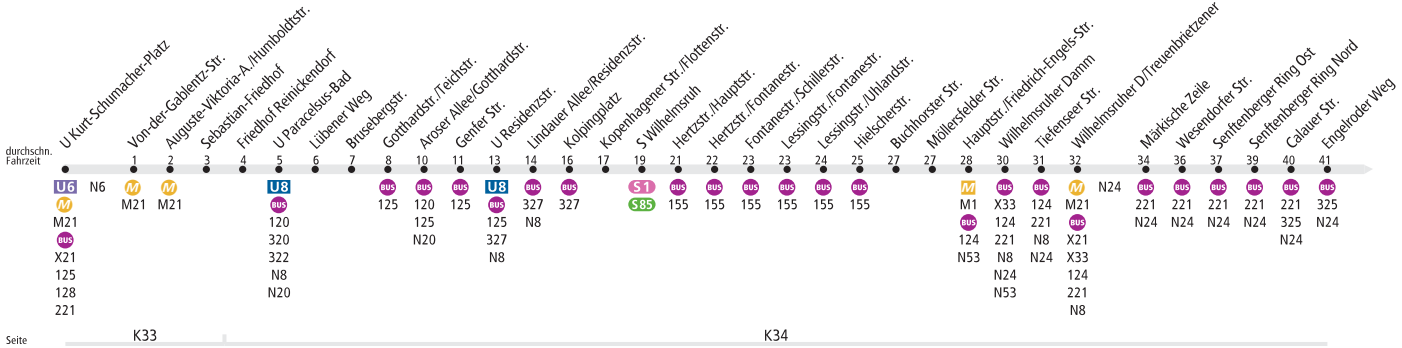 U Kurt-Schumacher-Platz
Von-der-Gablentz-Str.
Auguste-Viktoria-A./Humboldtstr.
Sebastian-Friedhof
Friedhof Reinickendorf
U Paracelsus-Bad
Lübener Weg
Brusebergstr.
Gotthardstr./Teichstr.
Aroser Allee/Gotthardstr.
Genfer Str.
U Residenzstr.
Lindauer Allee/Residenzstr.
Kolpingplatz
Kopenhagener Str./Flottenstr.
S Wilhelmsruh
Hertzstr./Hauptstr.
Hertzstr./Fontanestr.
Fontanestr./Schillerstr.
Lessingstr./Fontanestr.
Lessingstr./Uhlandstr.
Hielscherstr.
Buchhorster Str.
Möllersfelder Str.
Hauptstr./Friedrich-Engels-Str.
Wilhelmsruher Damm
Tiefenseer Str.
Wilhelmsruher D/Treuenbrietzener
Märkische Zeile
Wesendorfer Str.
Senftenberger Ring Ost
Senftenberger Ring Nord
Calauer Str.
Engelroder Weg
durchschn.
Fahrzeit 1 2 3 4 5 6 7 8 10 11 13 14 16 17 19 21 22 23 23 24 25 27 27 28 30 31 32 34 36 37 39 40 41
U6 N6 M M U8 BUS BUS BUS U8 BUS BUS S1 BUS BUS BUS BUS BUS BUS M BUS BUS M N24 BUS BUS BUS BUS BUS BUS
M M21 M21 BUS 125 120 125 BUS 327 327 S85 155 155 155 155 155 155 M1 X33 124 M21 221 221 221 221 221 325
M21 120 125 125 N8 BUS 124 221 BUS N24 N24 N24 N24 325 N24
BUS 320 N20 327 124 221 N8 X21 N24
X21 322 N8 N53 N8 N24 X33
125 N8 N24 124
128 N20 N53 221
221 N8
Seite K33 K34